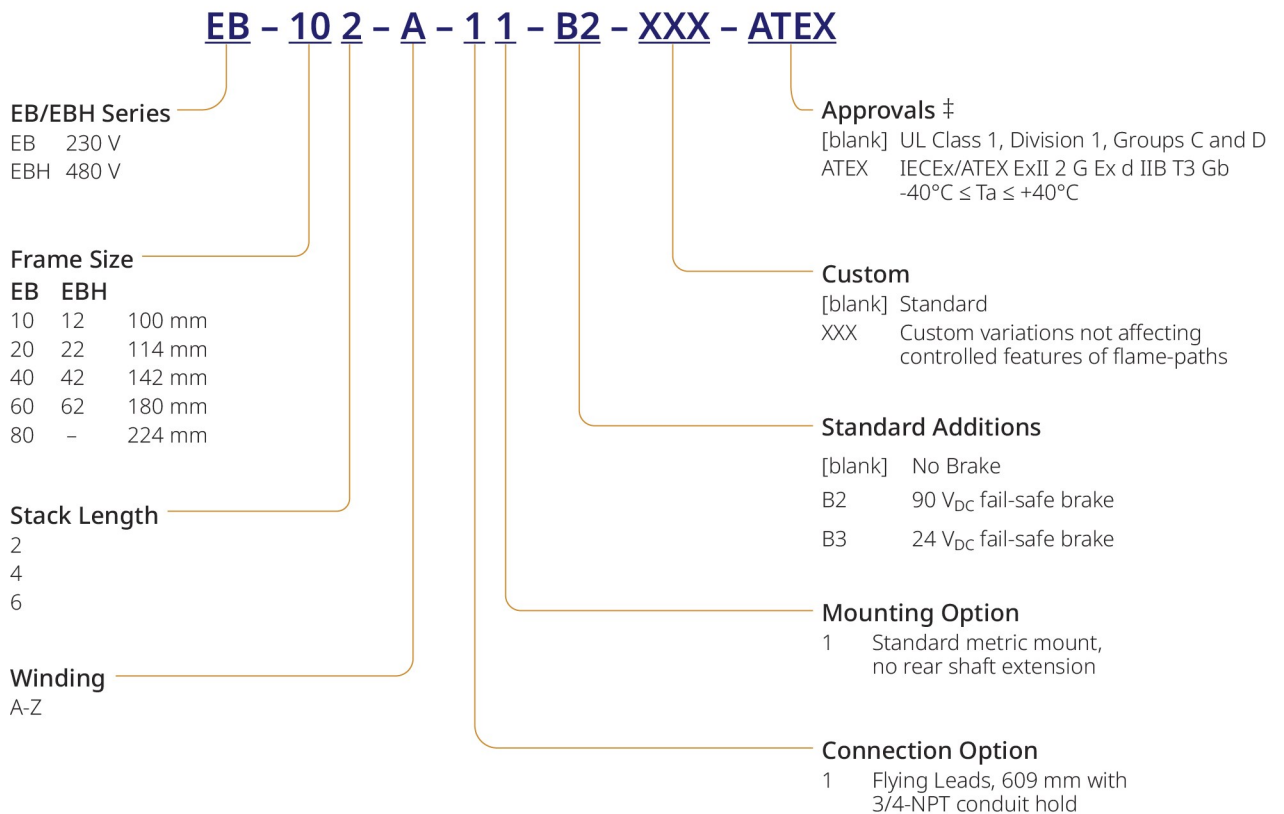 EB – 10 2 – A – 1 1 – B2 – XXX – ATEX
EB/EBH Series
EB 230 V
EBH 480 V
Frame Size
EB EBH
10 12 100 mm
20 22 114 mm
40 42 142 mm
60 62 180 mm
80 – 224 mm
Stack Length
2
4
6
Winding
A-Z
Approvals ‡
[blank] UL Class 1, Division 1, Groups C and D
ATEX IECEx/ATEX ExII 2 G Ex d IIB T3 Gb
-40°C ≤ Ta ≤ +40°C
Custom
[blank] Standard
XXX Custom variations not affecting
controlled features of flame-paths
Standard Additions
[blank] No Brake
B2 90 VDC fail-safe brake
B3 24 VDC fail-safe brake
Mounting Option
1 Standard metric mount,
no rear shaft extension
Connection Option
1 Flying Leads, 609 mm with
3/4-NPT conduit hold